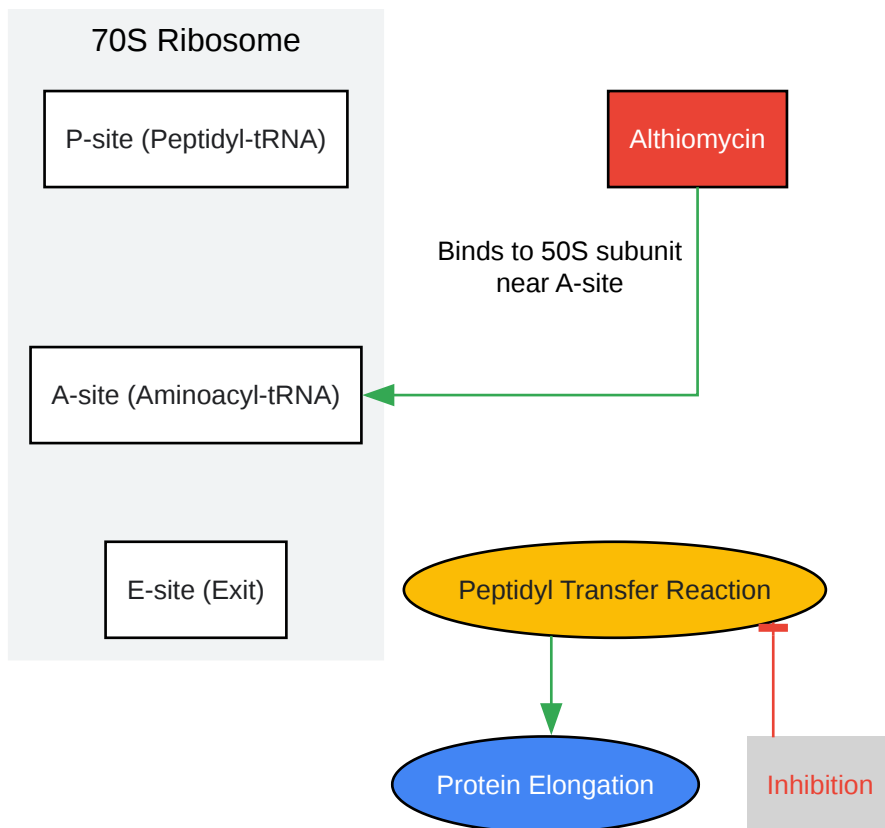 70S Ribosome
P-site (Peptidyl-tRNA)
Althiomycin
Binds to 50S subunit
near A-site
A-site (Aminoacyl-tRNA)
E-site (Exit)
Peptidyl Transfer Reaction
Protein Elongation
Inhibition